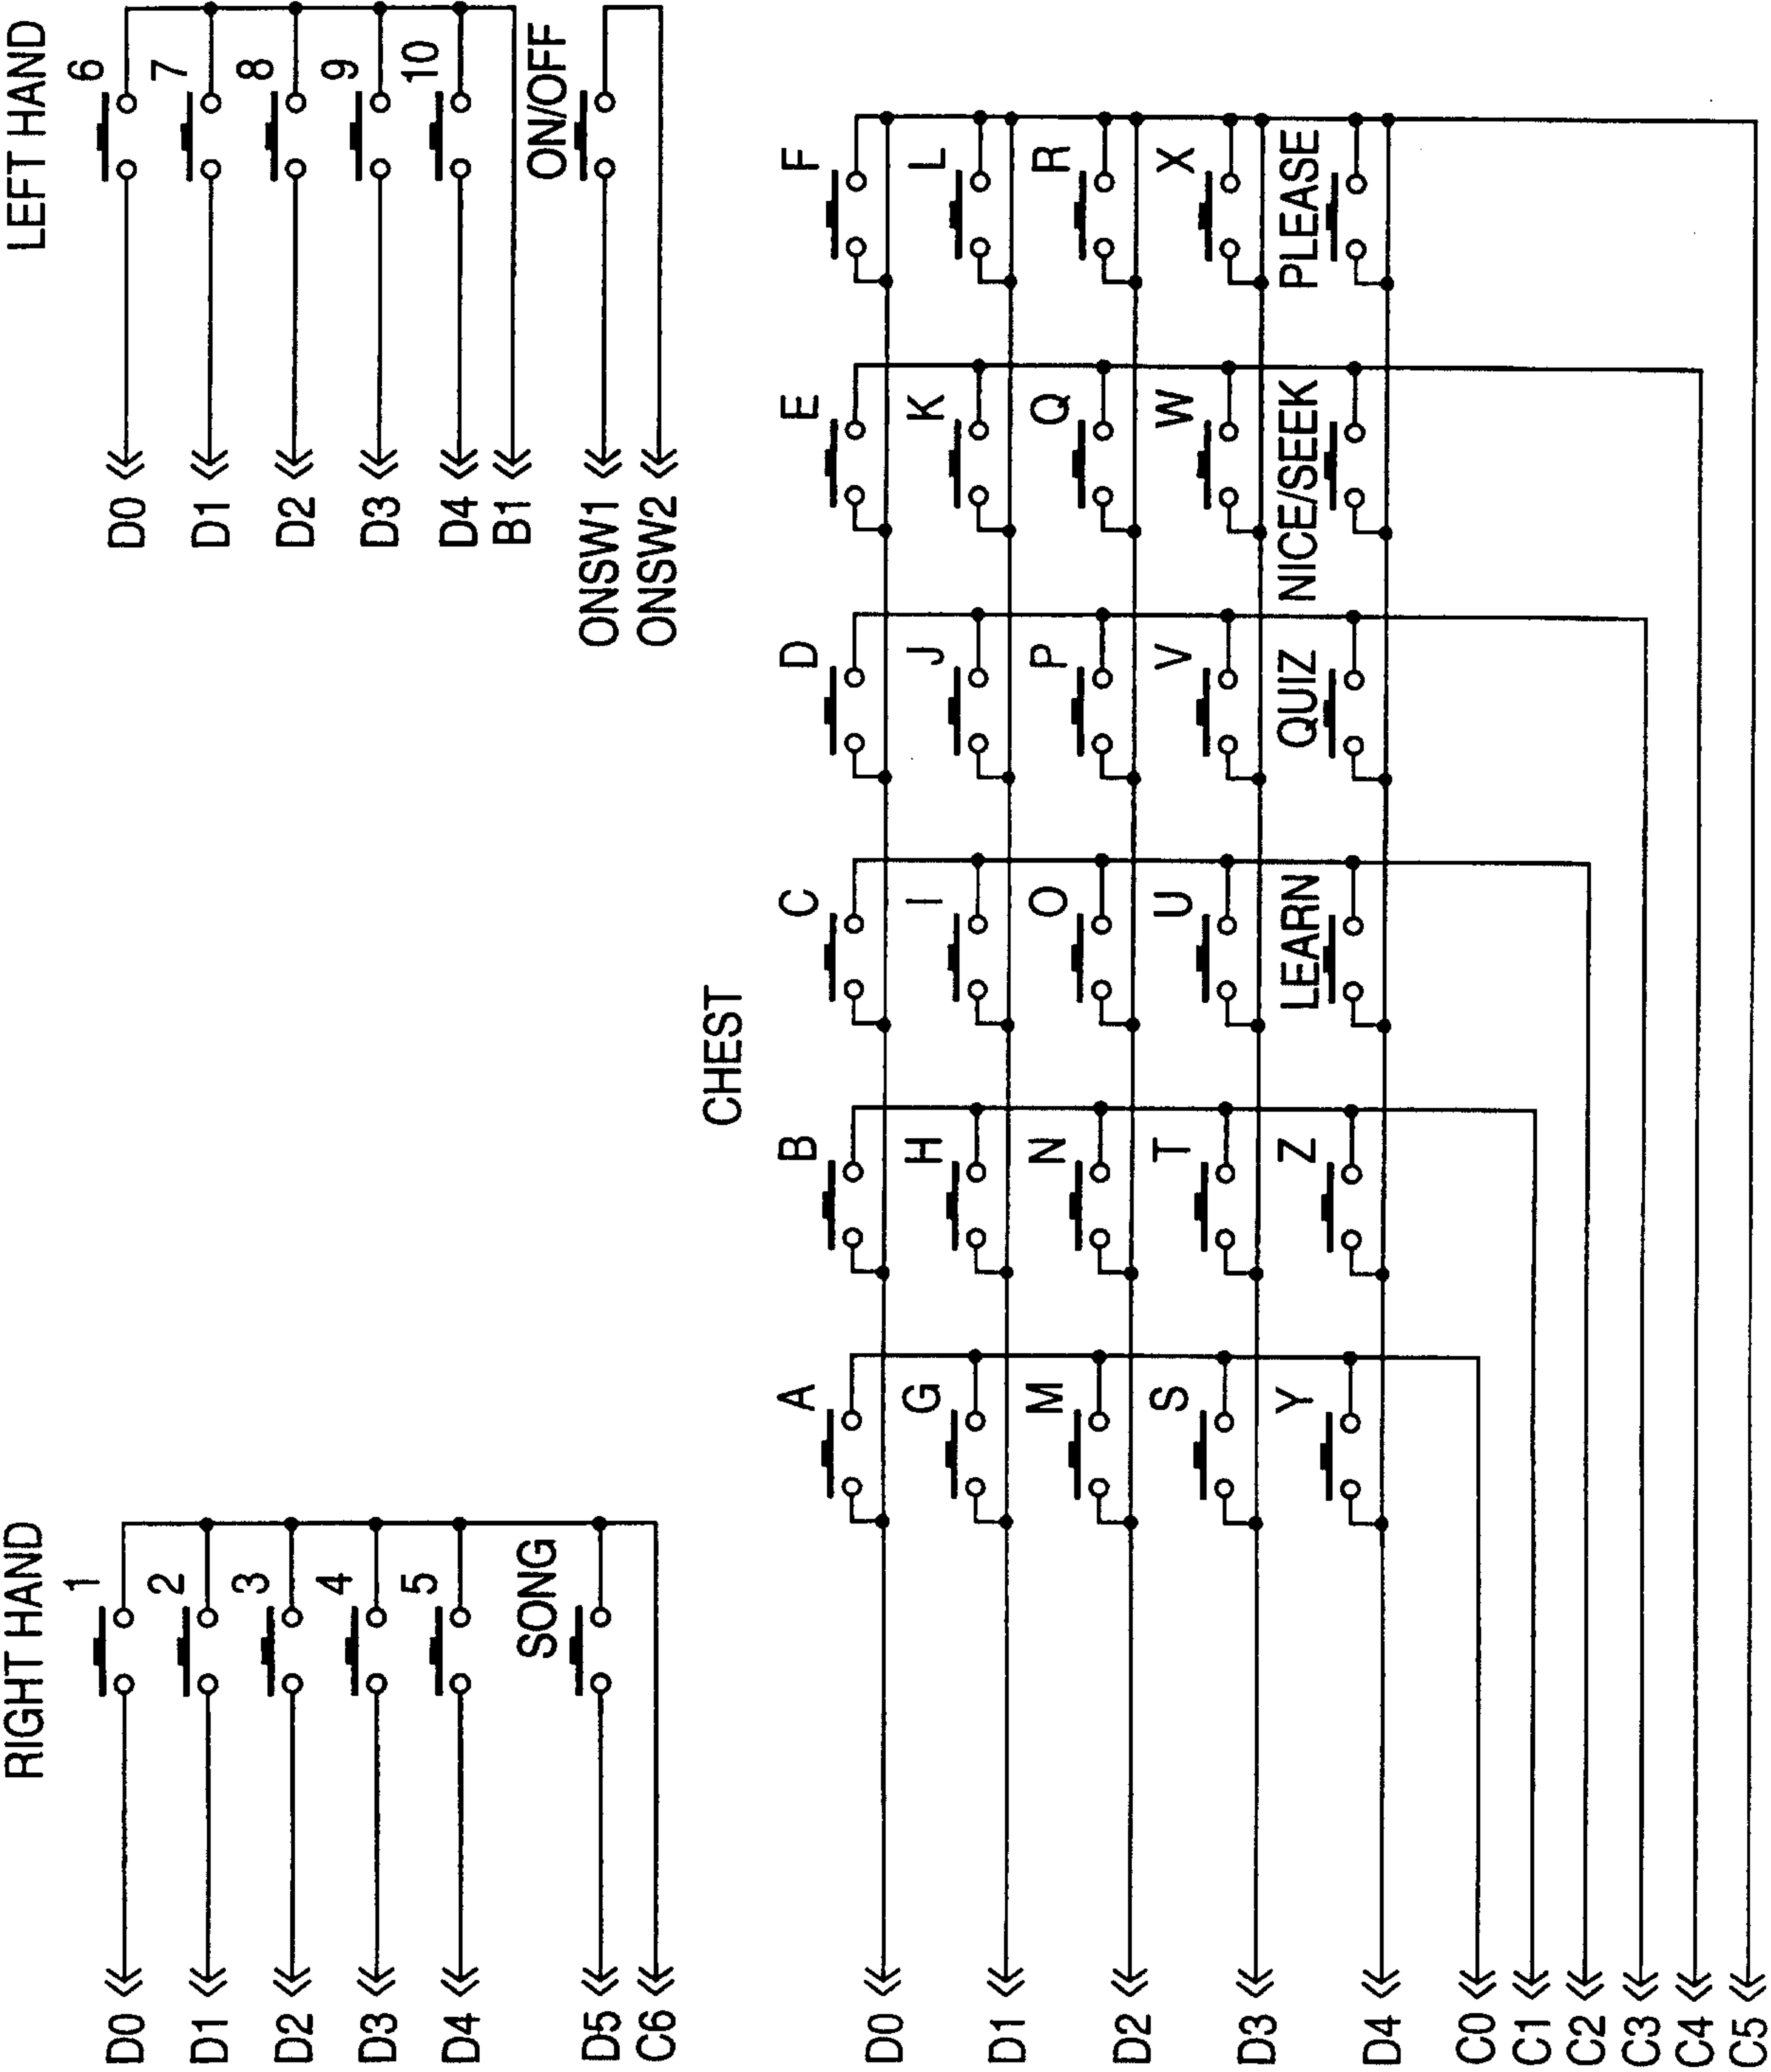 RIGHT HAND
1
D0
2
D1
3
D2
4
D3
5
D4
SONG
D5
C6
LEFT HAND
6
D0
7
D1
8
D2
9
D3
10
D4
B1
ON/OFF
ONSW1
ONSW2
CHEST
A B C D E F
D0
G H I J K L
D1
M N O P Q R
D2
S T U V W X
D3
Y Z LEARN QUIZ NICE/SEEK PLEASE
D4
C0
C1
C2
C3
C4
C5